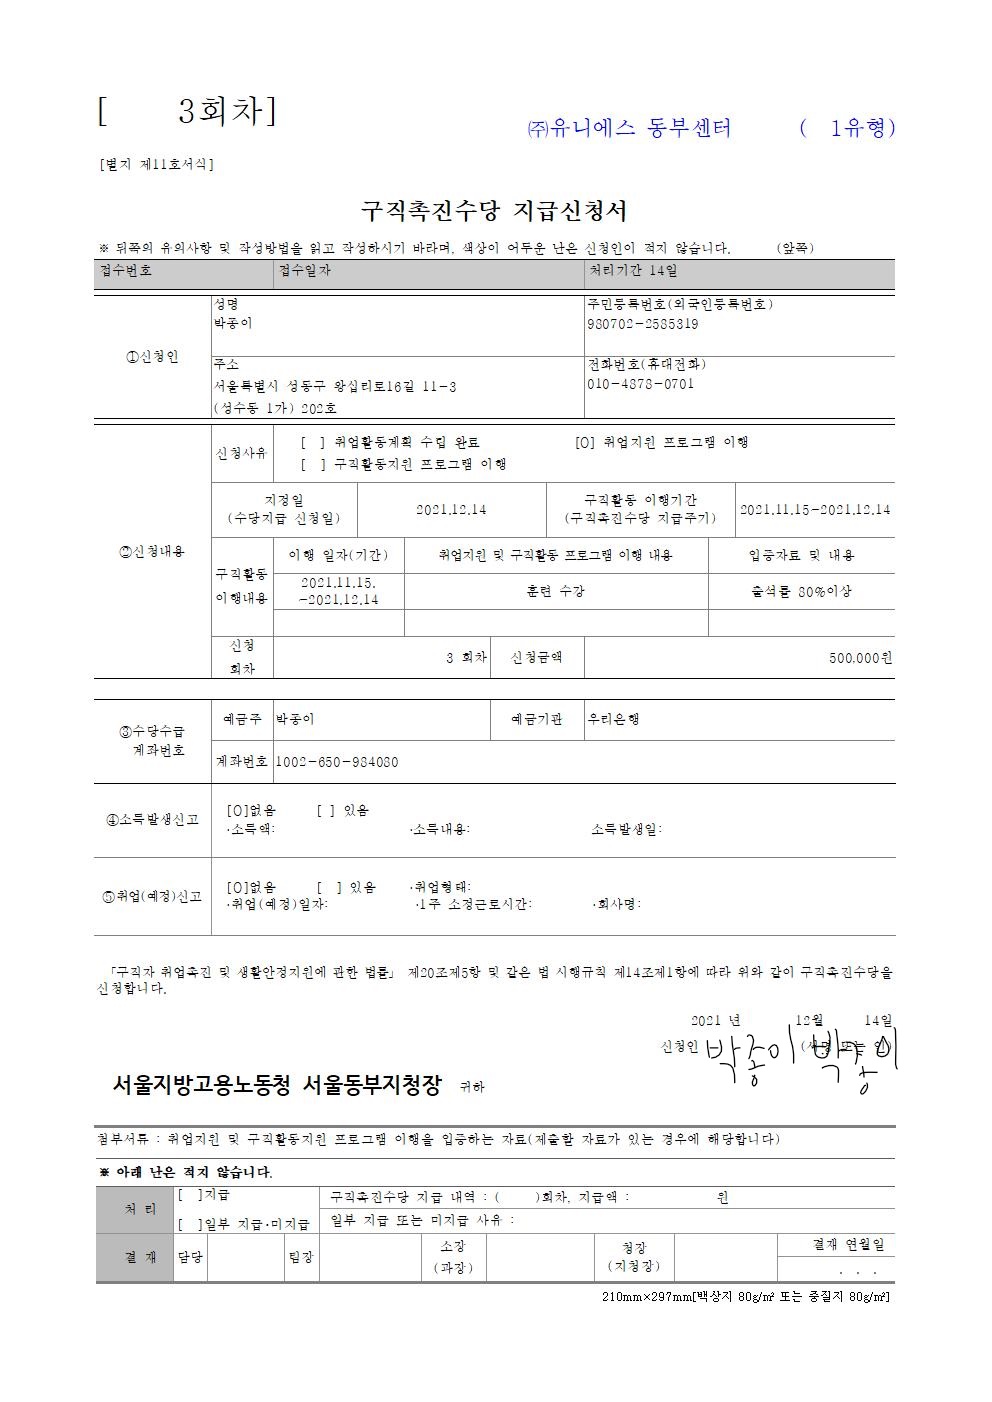 [ 3회차]
㈜유니에스 동부센터 ( 1유형)
[별지 제11호서식]
구직촉진수당 지급신청서
※ 뒤쪽의 유의사항 및 작성방법을 읽고 작성하시기 바라며, 색상이 어두운 난은 신청인이 적지 않습니다. (앞쪽)
접수번호 접수일자 처리기간 14일
①신청인
성명
박종이
주민등록번호(외국인등록번호)
980702-2585319
주소
서울특별시 성동구 왕십리로16길 11-3
(성수동 1가) 202호
전화번호(휴대전화)
010-4878-0701
②신청내용
신청사유
[ ] 취업활동계획 수립 완료 [O] 취업지원 프로그램 이행
[ ] 구직활동지원 프로그램 이행
지정일
(수당지급 신청일)
2021.12.14
구직활동 이행기간
(구직촉진수당 지급주기)
2021.11.15-2021.12.14
구직활동
이행내용
이행 일자(기간) 취업지원 및 구직활동 프로그램 이행 내용 입증자료 및 내용
2021.11.15.
-2021.12.14
훈련 수강 출석률 80%이상
신청
회차
3 회차 신청금액 500,000원
③수당수급
계좌번호
예금주 박종이 예금기관 우리은행
계좌번호 1002-650-984080
④소득발생신고
[O]없음 [ ] 있음
·소득액: ·소득내용: 소득발생일:
⑤취업(예정)신고
[O]없음 [ ] 있음 ·취업형태:
·취업(예정)일자: ·1주 소정근로시간: ·회사명:
「구직자 취업촉진 및 생활안정지원에 관한 법률」 제20조제5항 및 같은 법 시행규칙 제14조제1항에 따라 위와 같이 구직촉진수당을
신청합니다.
2021 년 12월 14일
신청인 박종이 (서명 또는 인) 박종이
서울지방고용노동청 서울동부지청장 귀하
첨부서류 : 취업지원 및 구직활동지원 프로그램 이행을 입증하는 자료(제출할 자료가 있는 경우에 해당합니다)
※ 아래 난은 적지 않습니다.
처 리
[ ]지급
[ ]일부 지급·미지급
구직촉진수당 지급 내역 : ( )회차, 지급액 : 원
일부 지급 또는 미지급 사유 :
결 재 담당 팀장
소장
(과장)
청장
(지청장)
결재 연월일
. . .
210mm×297mm[백상지 80g/㎡ 또는 중질지 80g/㎡]